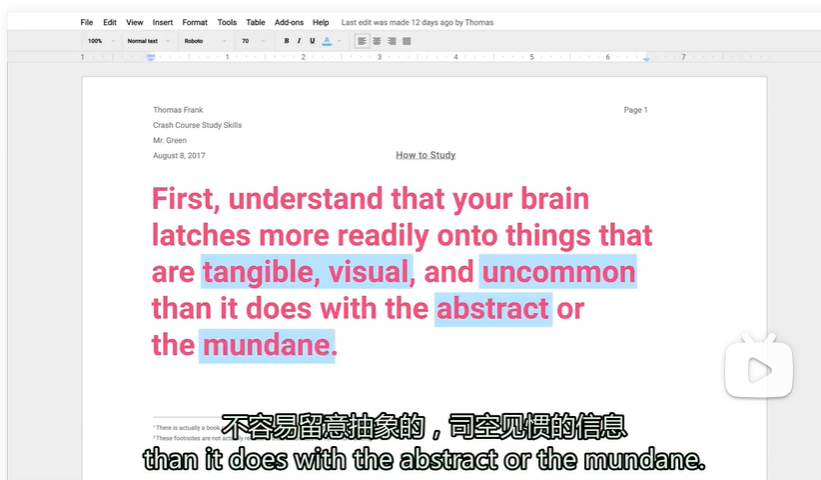 File Edit View Insert Format Tools Table Add-ons Help Last edit was made 12 days ago by Thomas
100% Normal text Roboto 70 B I U A
1 1 2 3 4 5 6 7
Thomas Frank Page 1
Crash Course Study Skills
Mr. Green
August 8, 2017 How to Study
First, understand that your brain
latches more readily onto things that
are tangible, visual, and uncommon
than it does with the abstract or
the mundane.
¹ There is actually a book
² These footnotes are not actually
不容易留意抽象的，司空见惯的信息
than it does with the abstract or the mundane.